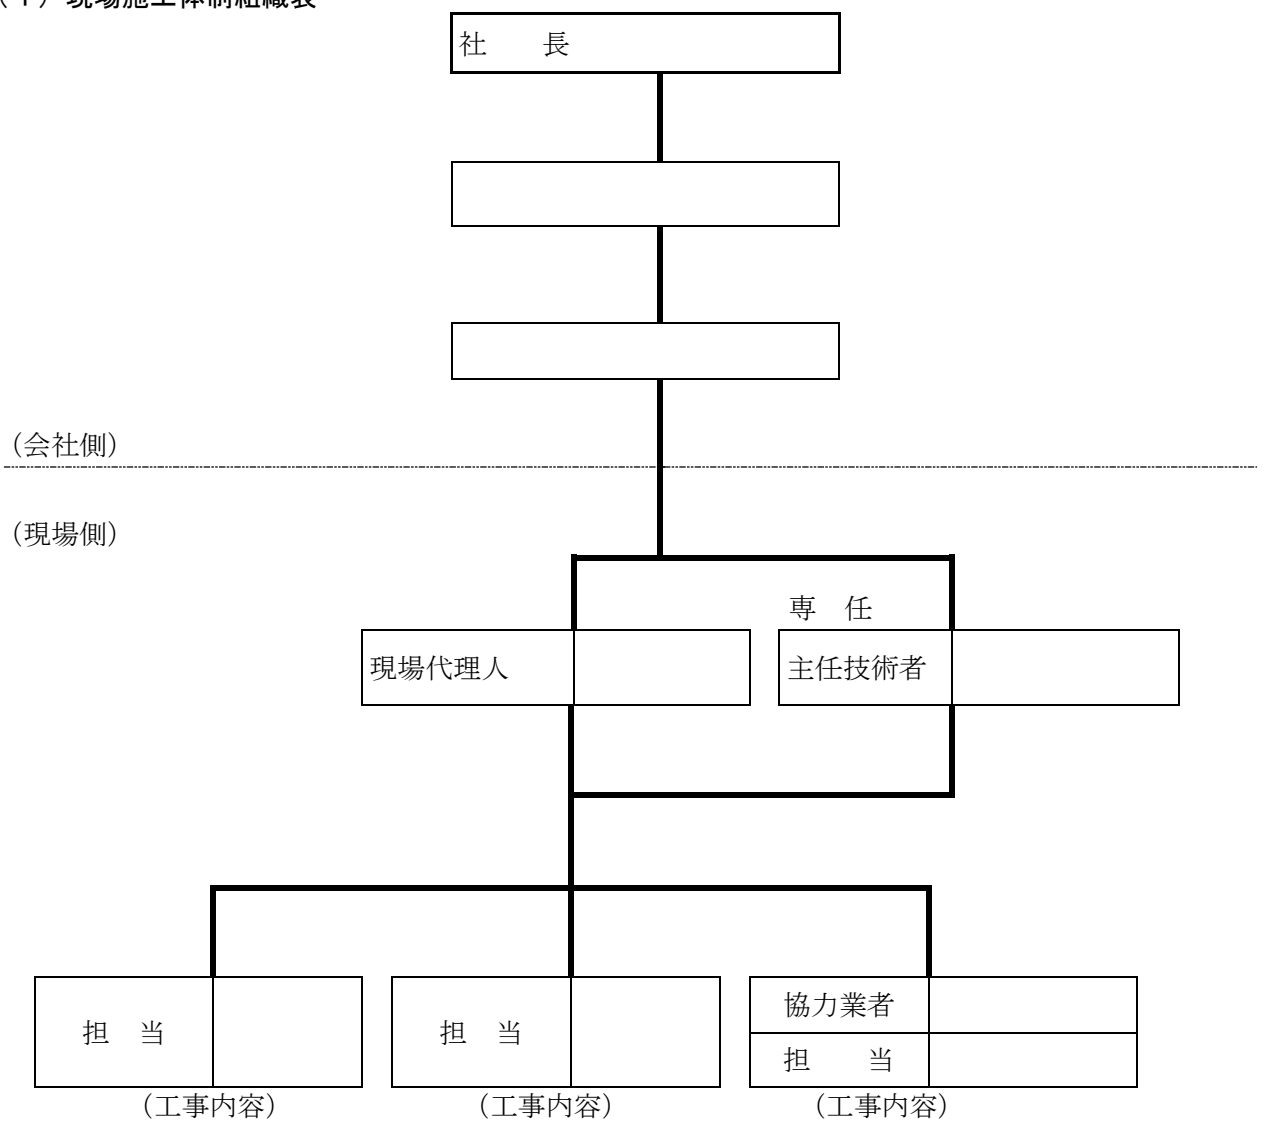 (1) 現場施工体制組織表
社　　長
（会社側）
（現場側）
専　任
現場代理人
主任技術者
担　当
担　当
協力業者
担　　当
（工事内容）
（工事内容）
（工事内容）